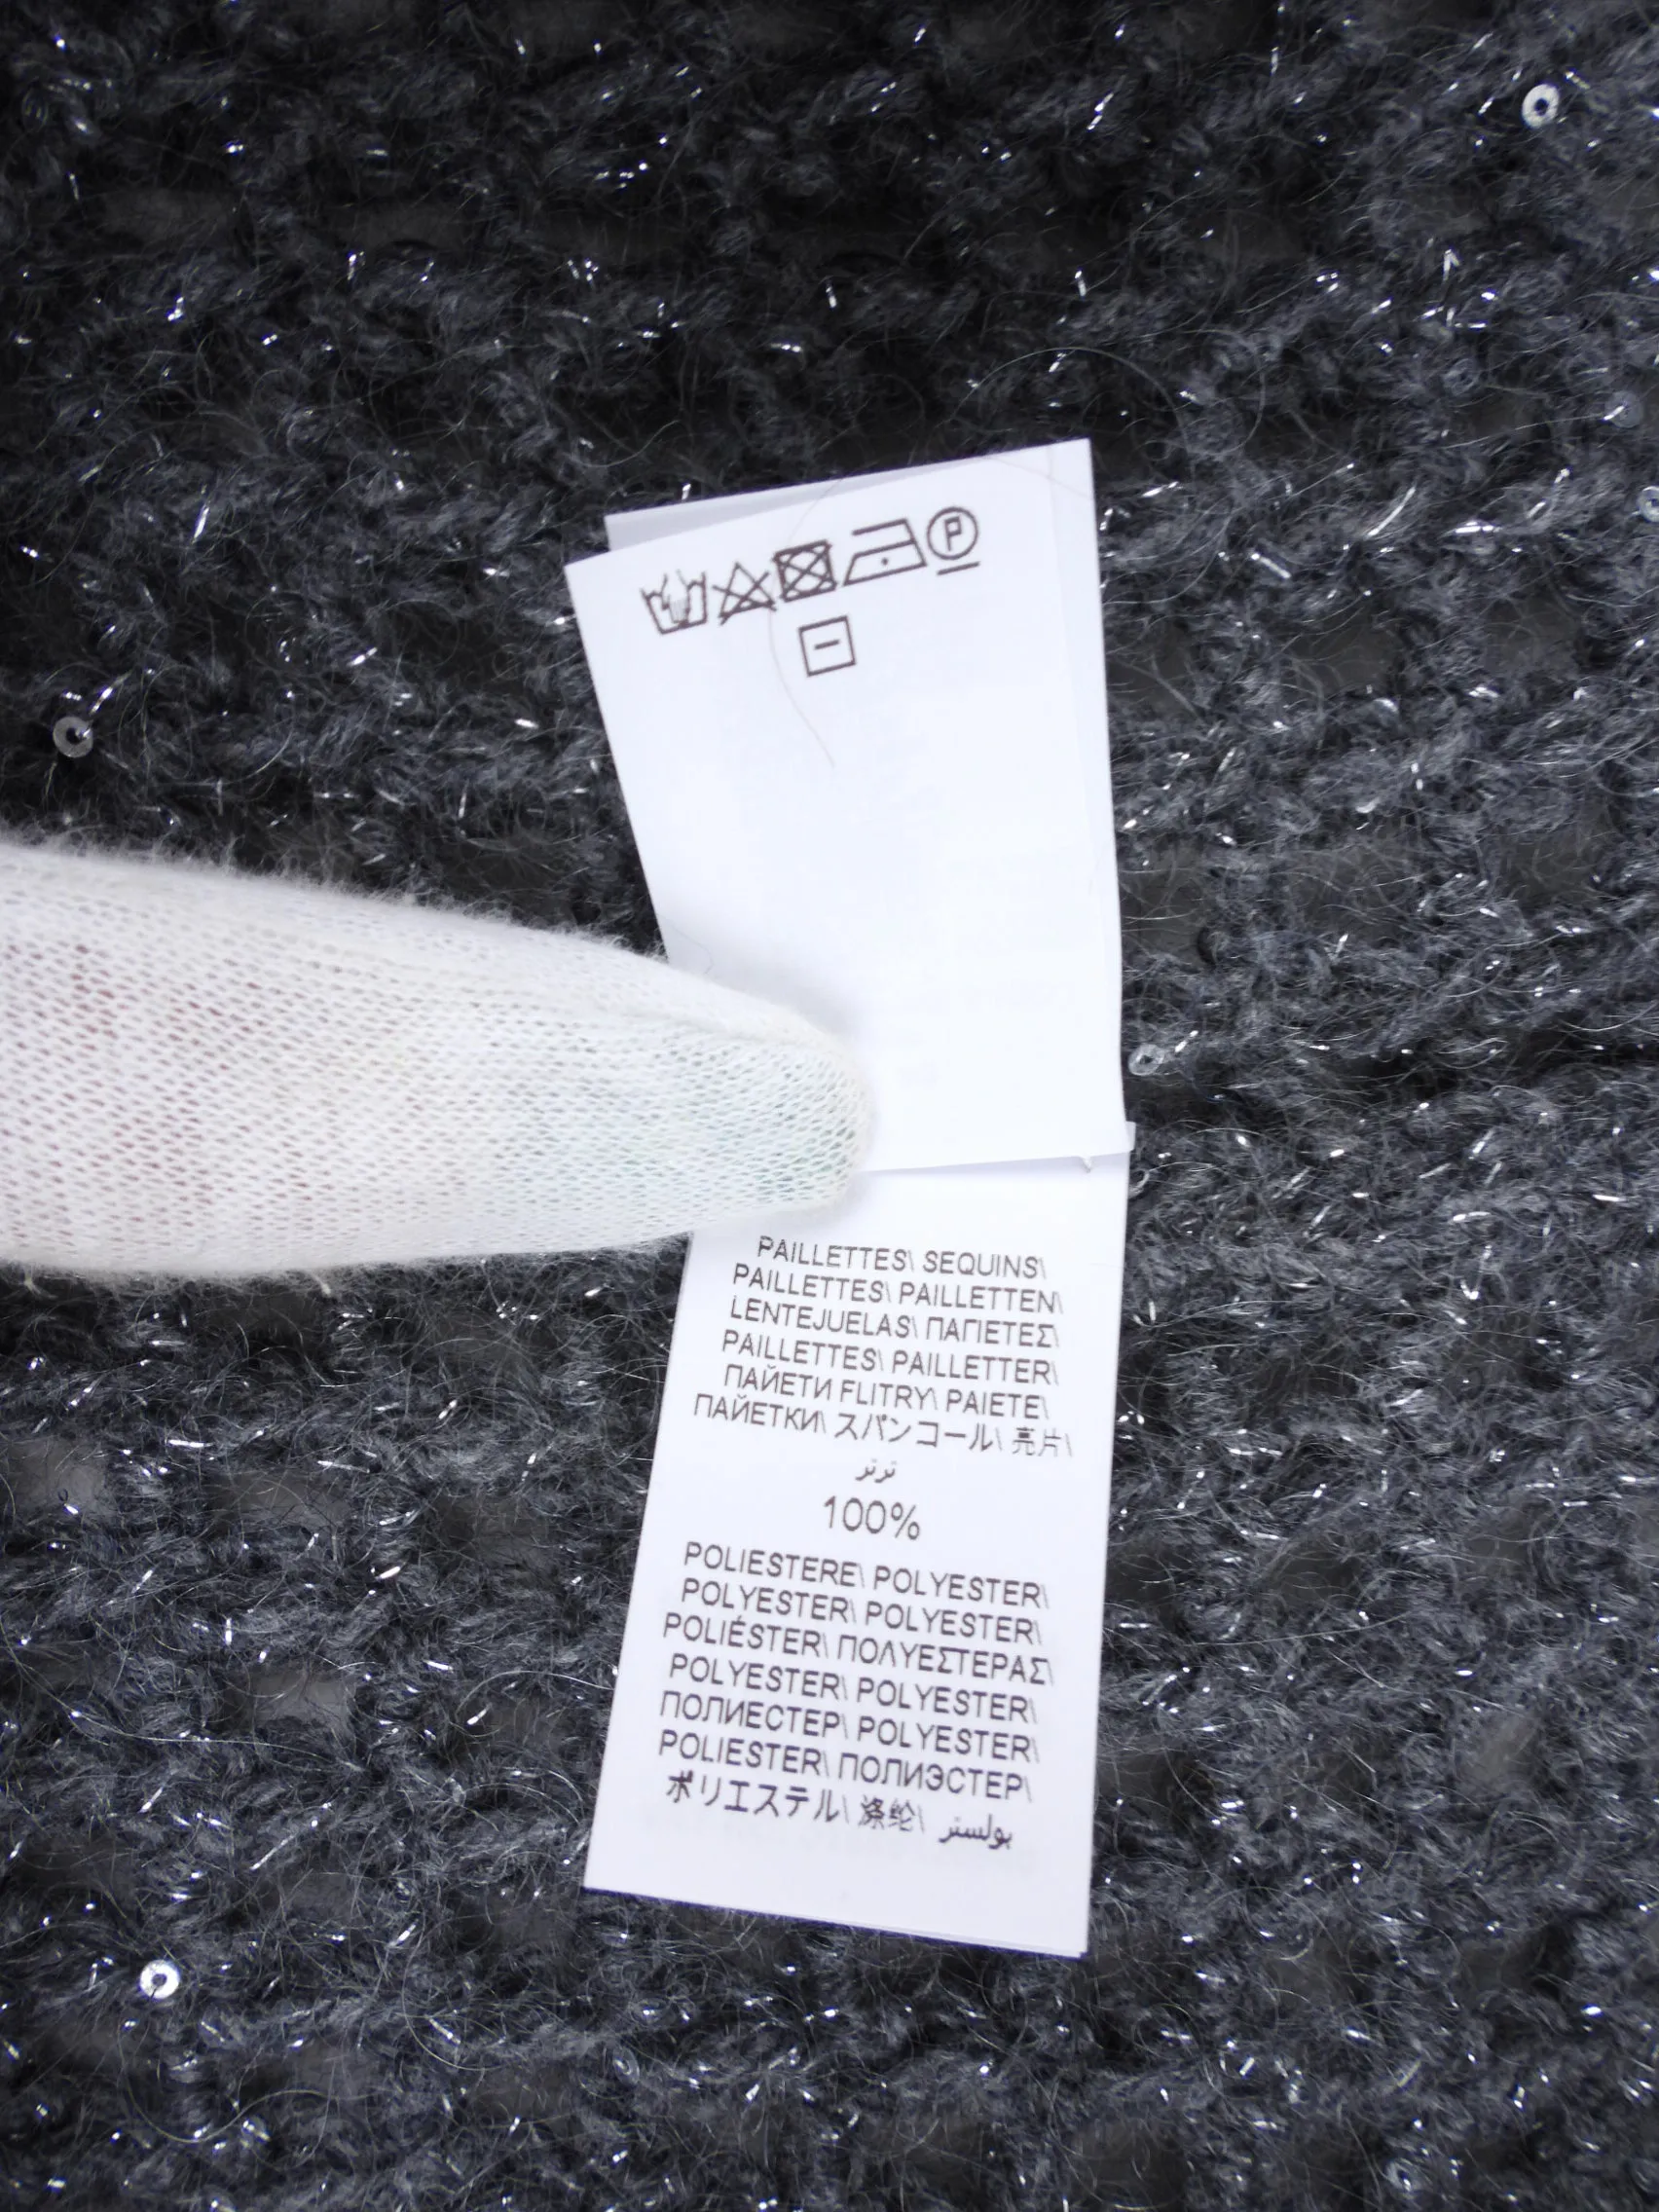 P
PAILLETTES\ SEQUINS\
PAILLETTES\ PAILLETTEN\
LENTEJUELAS\ ΠΑΓΙΕΤΕΣ\
PAILLETTES\ PAILLETTER\
ПАЙЕТИ FLITRY\ PAIETE\
ПАЙЕТКИ\ スパンコール\ 亮片\
ترتر
100%
POLIESTERE\ POLYESTER\
POLYESTER\ POLYESTER\
POLIÉSTER\ ΠΟΛΥΕΣΤΕΡΑΣ\
POLYESTER\ POLYESTER\
ПОЛИЕСТЕР\ POLYESTER\
POLIESTER\ ПОЛИЭСТЕР\
ポリエステル\ 涤纶\ بولستر